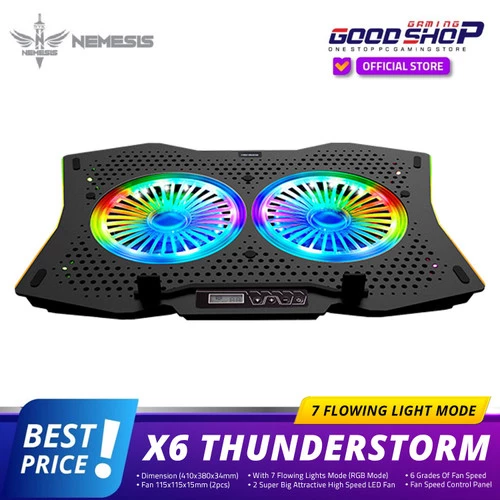 NEMESIS
NEMESIS
GAMING
GOODSHOP
ONE STOP PC GAMING STORE
OFFICIAL STORE
7 FLOWING LIGHT MODE
BEST
PRICE!
X6 THUNDERSTORM
• Dimension (410x380x34mm)
• Fan 115x115x15mm (2pcs)
• With 7 Flowing Lights Mode (RGB Mode)
• 2 Super Big Attractive High Speed LED Fan
• 6 Grades Of Fan Speed
• Fan Speed Control Panel